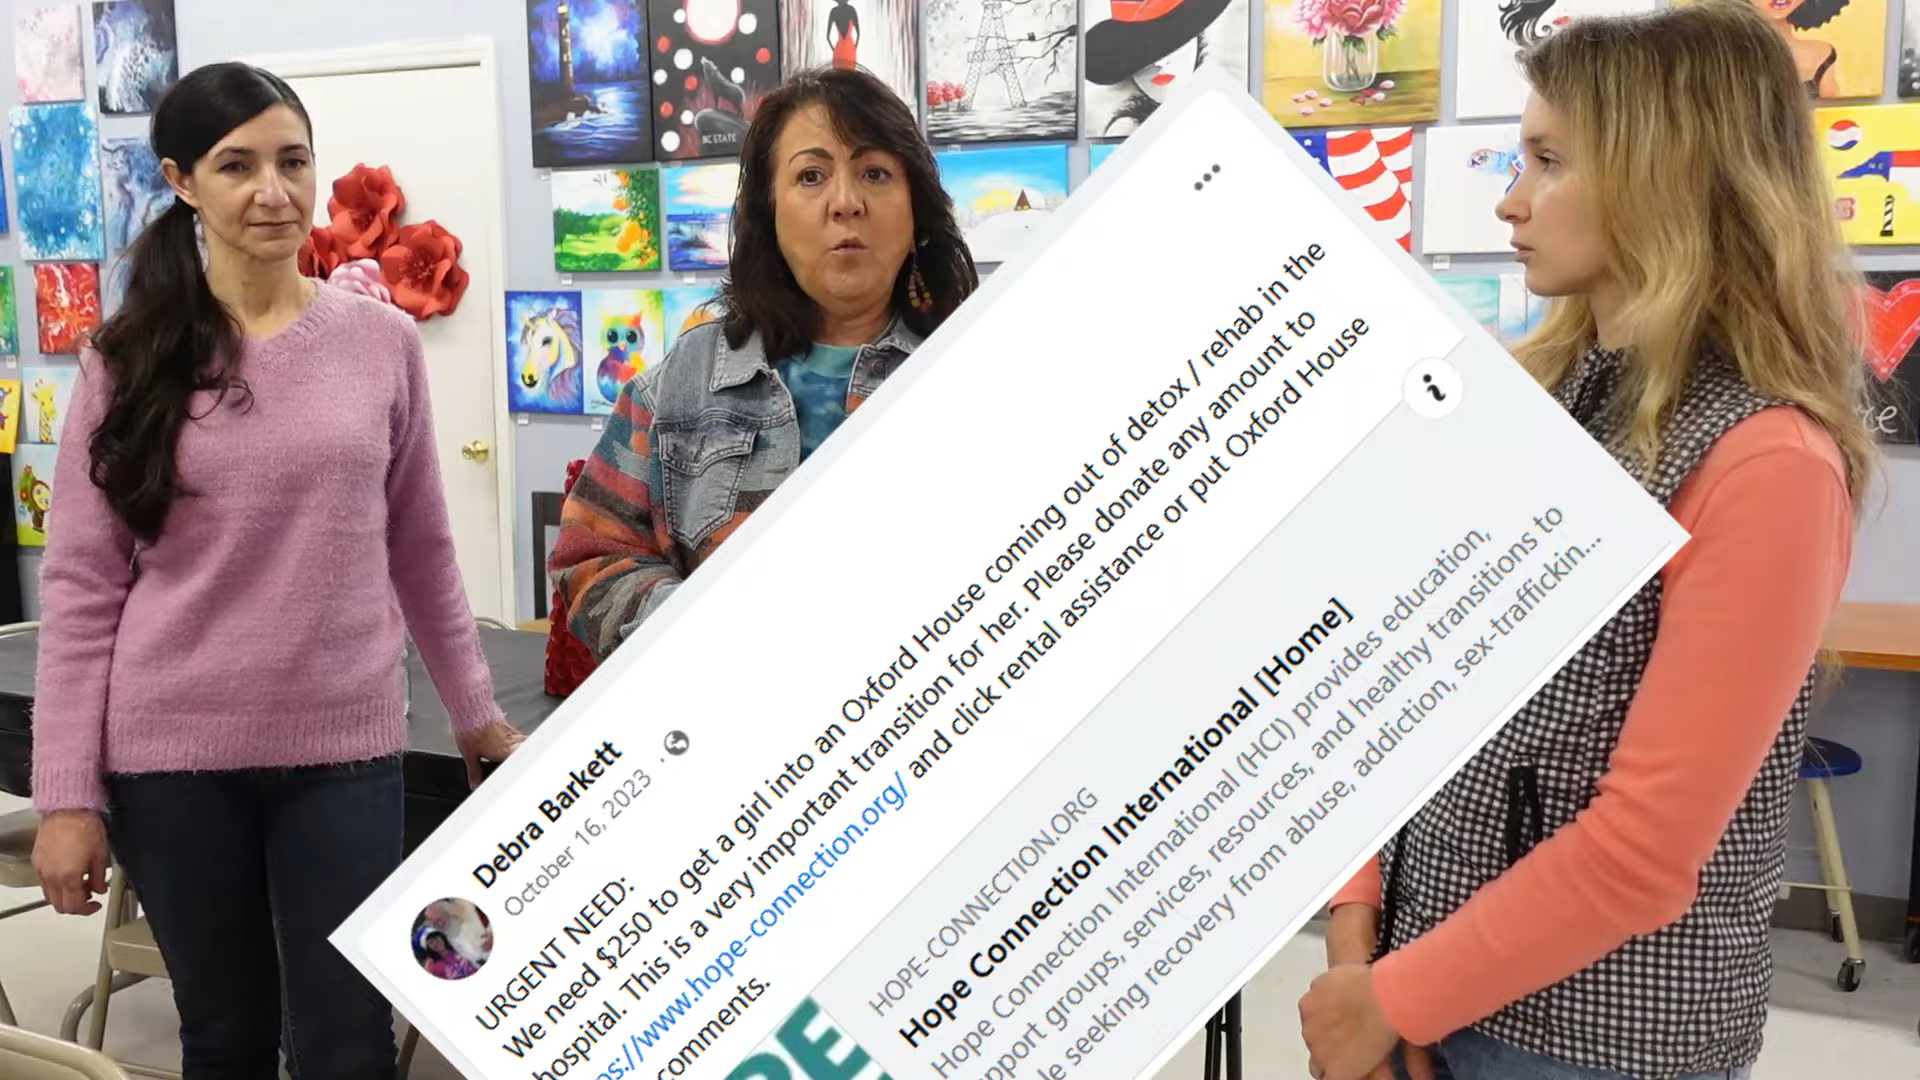 Debra Barkett
October 16, 2023 ·
URGENT NEED:
We need $250 to get a girl into an Oxford House coming out of detox / rehab in the
hospital. This is a very important transition for her. Please donate any amount to
ps://www.hope-connection.org/ and click rental assistance or put Oxford House
comments.
HOPE-CONNECTION.ORG
Hope Connection International [Home]
Hope Connection International (HCI) provides education,
pport groups, services, resources, and healthy transitions to
le seeking recovery from abuse, addiction, sex-traffickin...
PE
NC STATE